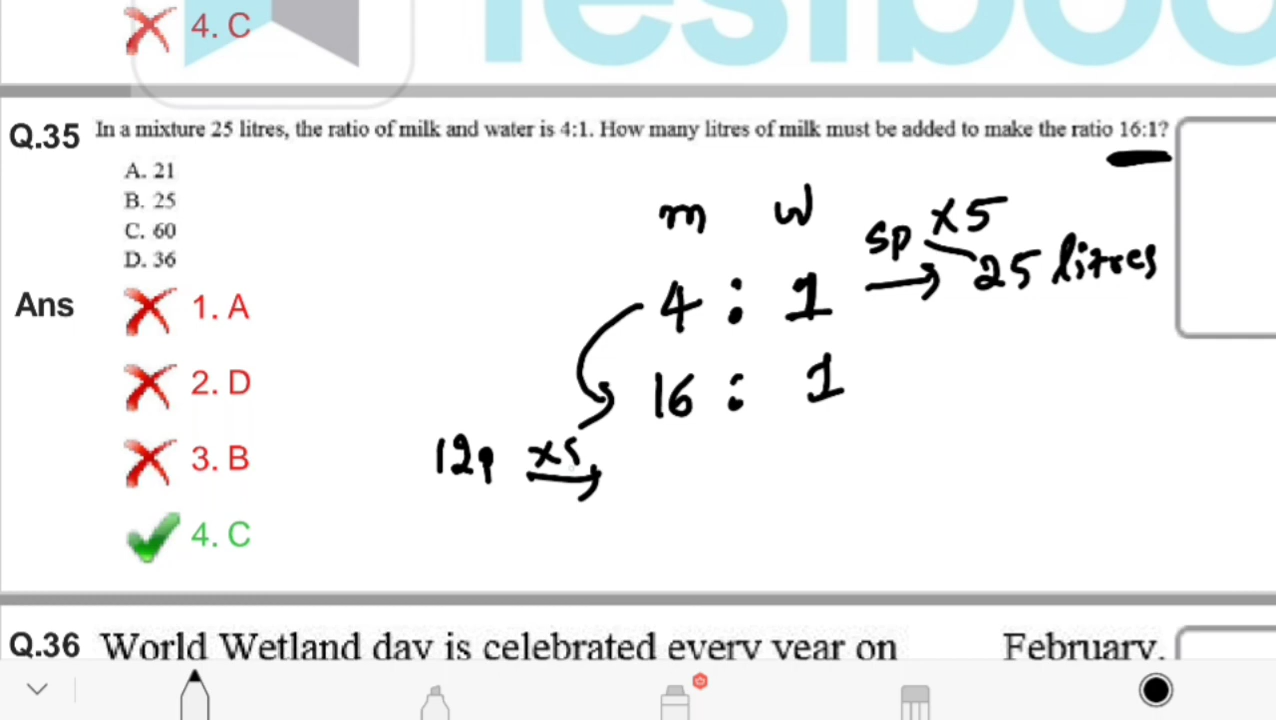 4. C
Testboo
Q.35 In a mixture 25 litres, the ratio of milk and water is 4:1. How many litres of milk must be added to make the ratio 16:1?
A. 21
B. 25
C. 60
D. 36
Ans
1. A
2. D
3. B
4. C
m w
4 : 1 5p ×5 25 litres
16 : 1
12p ×5
Q.36 World Wetland day is celebrated every year on February.